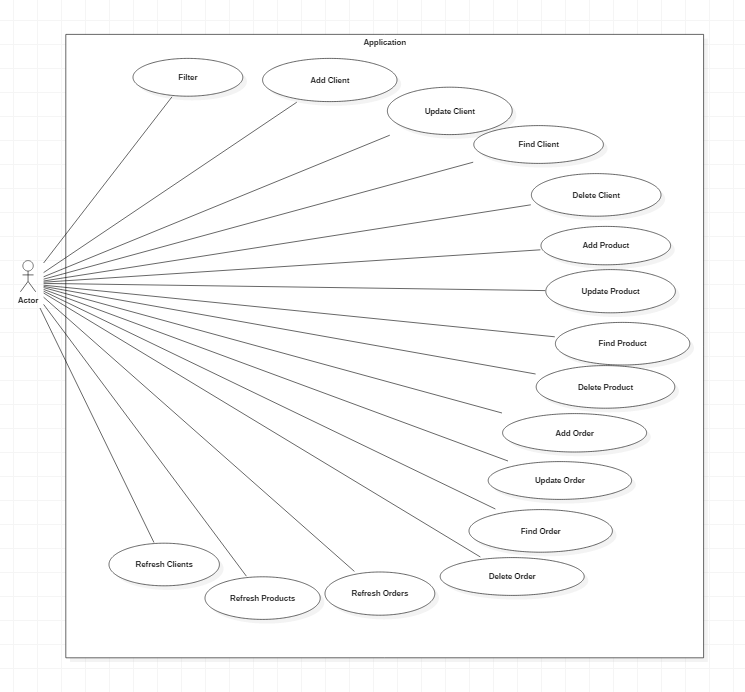 Application
Filter
Add Client
Update Client
Find Client
Delete Client
Add Product
Update Product
Actor
Find Product
Delete Product
Add Order
Update Order
Find Order
Refresh Clients
Delete Order
Refresh Products
Refresh Orders